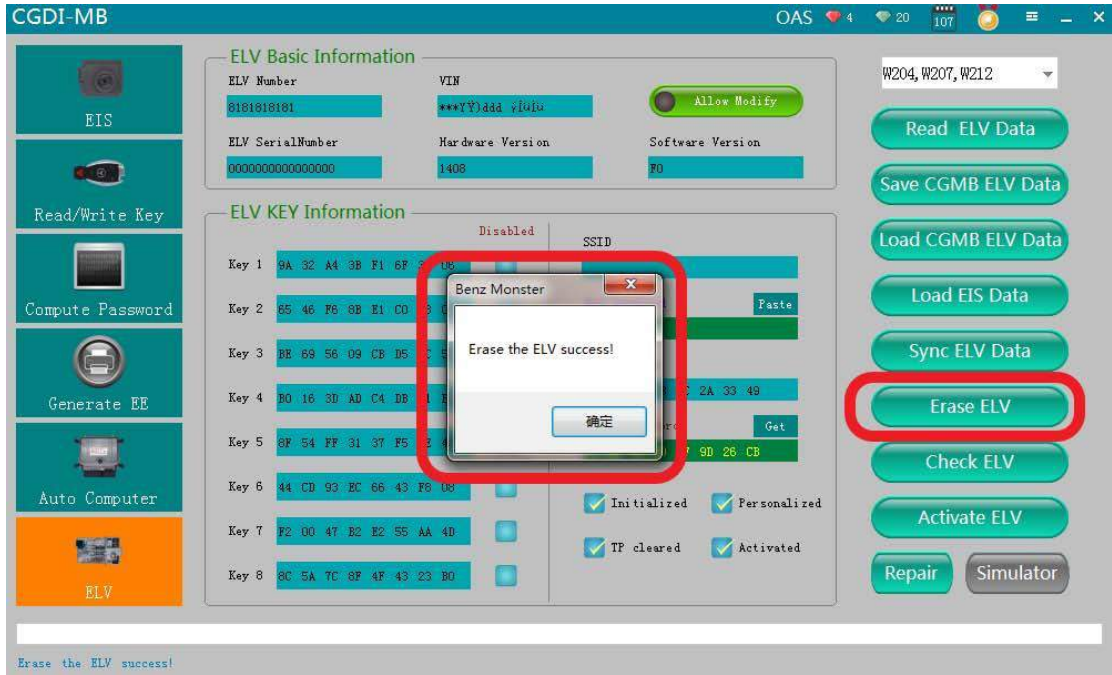 CGDI-MB
OAS 4 20 107
EIS
Read/Write Key
Compute Password
Generate EE
Auto Computer
ELV
ELV Basic Information
ELV Number VIN
8181818181
Allow Modify
ELV SerialNumber Hardware Version Software Version
0000000000000000 1408 F0
ELV KEY Information
Disabled
SSID
Key 1 9A 32 A4 3B F1 6F
Key 2 65 46 F6 8B E1 C0
Paste
Key 3 BE 69 56 09 CB D5
Key 4 B0 16 3D AD C4 DB
2A 33 49
Key 5 8F 54 FF 31 37 F5
Get
9D 26 CB
Key 6 44 CD 93 EC 66 43 F8 08
Key 7 F2 00 47 B2 E2 55 AA 4D
Key 8 8C 5A 7C 8F 4F 43 23 B0
Initialized Personalized
TP cleared Activated
Benz Monster
Erase the ELV success!
确定
W204,W207,W212
Read ELV Data
Save CGMB ELV Data
Load CGMB ELV Data
Load EIS Data
Sync ELV Data
Erase ELV
Check ELV
Activate ELV
Repair Simulator
Erase the ELV success!